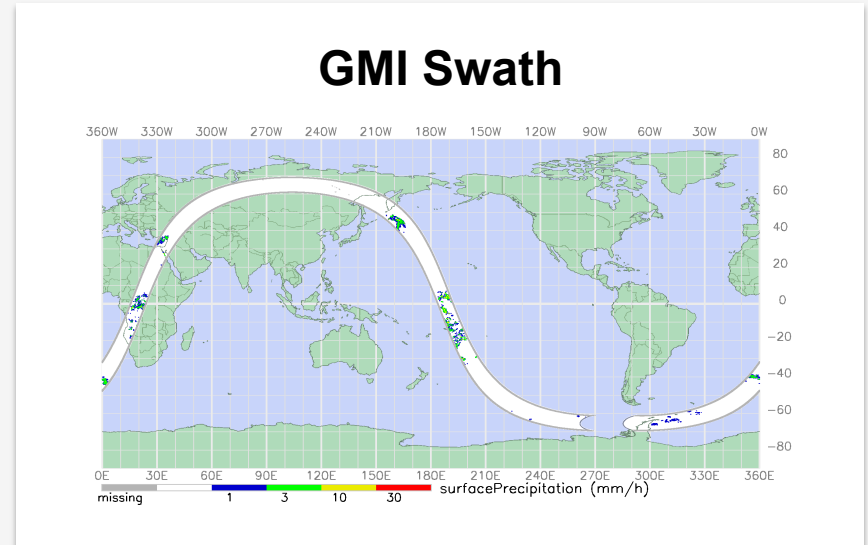 GMI Swath
360W 330W 300W 270W 240W 210W 180W 150W 120W 90W 60W 30W 0W
80
60
40
20
0
-20
-40
-60
-80
0E 30E 60E 90E 120E 150E 180E 210E 240E 270E 300E 330E 360E
missing 1 3 10 30 surfacePrecipitation (mm/h)